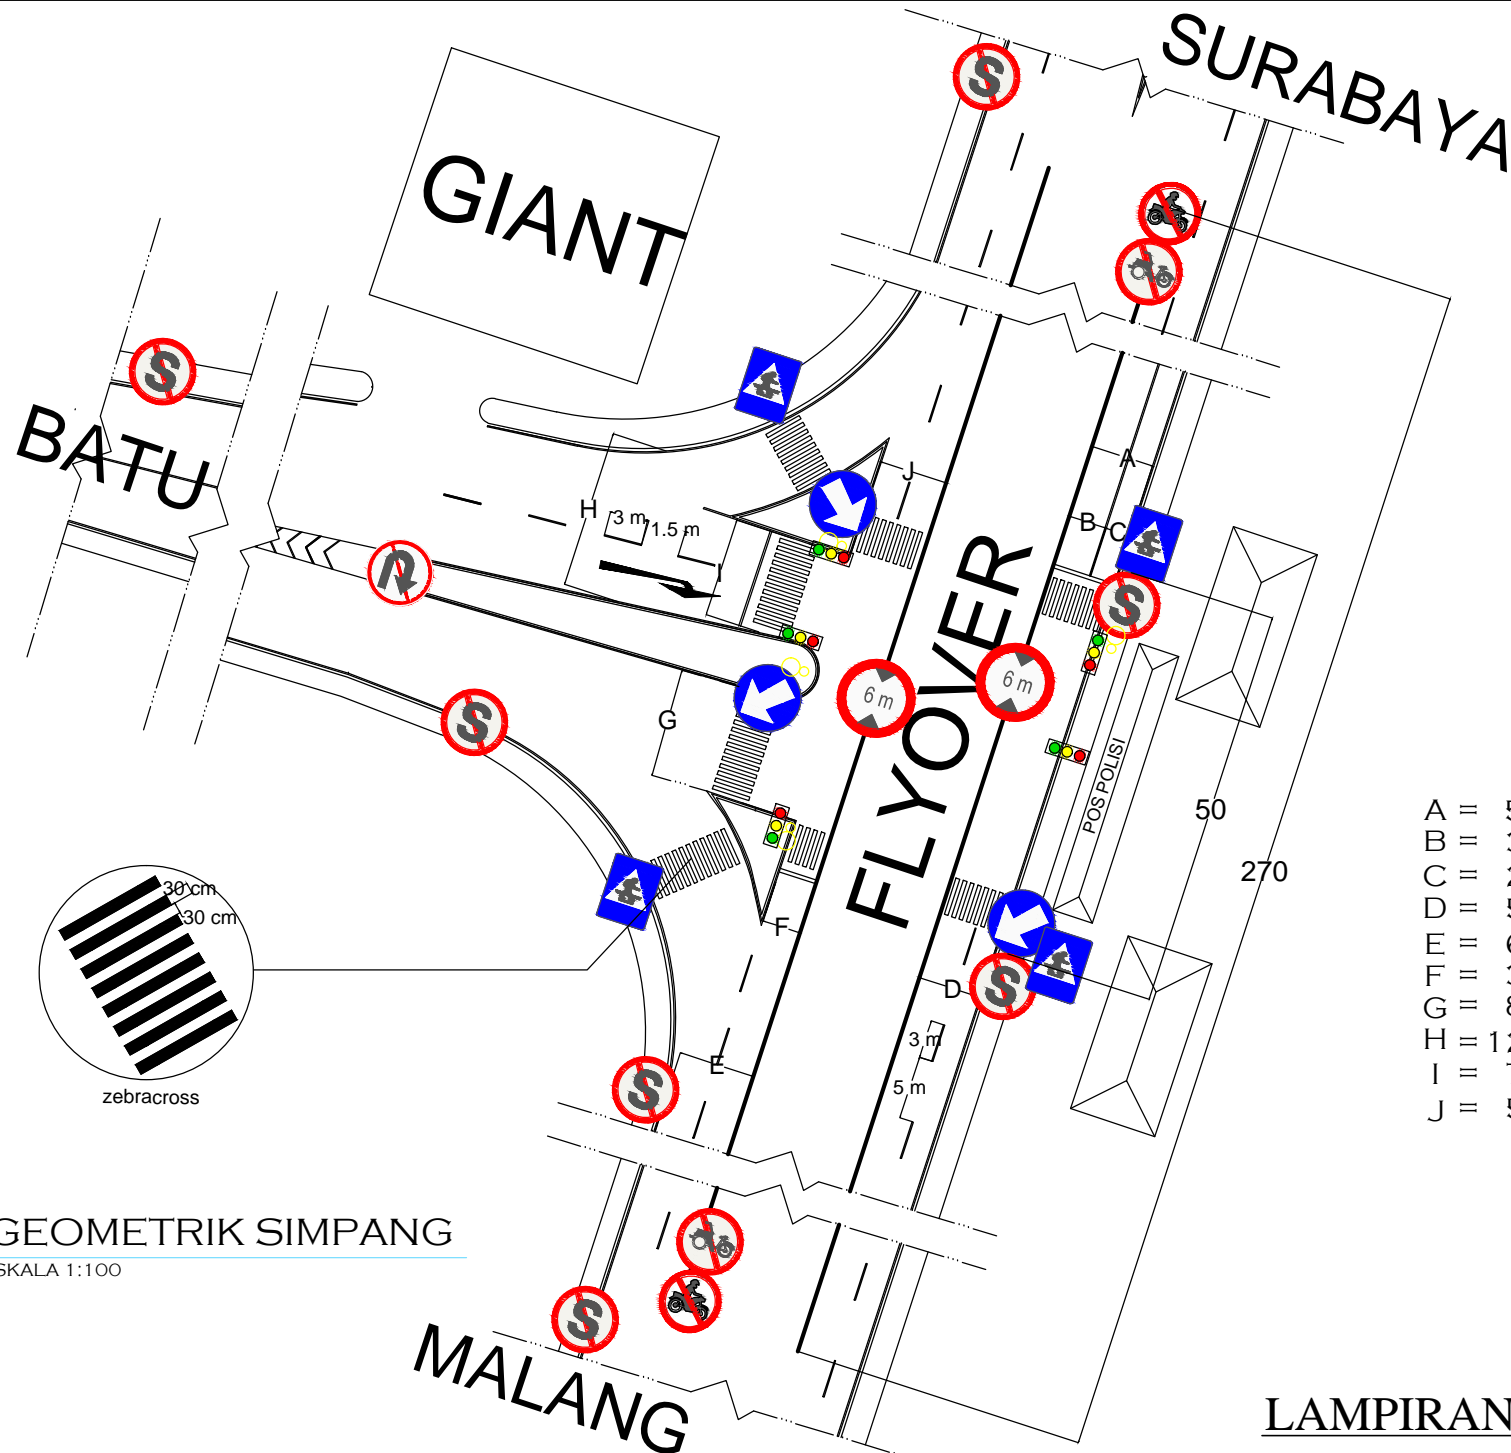 SURABAYA
GIANT
BATU
H
3 m
1.5 m
I
J
A
B
C
S
S
S
S
S
S
S
S
FLYOVER
6 m
6 m
G
POS POLISI
50
270
F
D
E
3 m
5 m
30 cm
30 cm
zebracross
A =
B =
C =
D =
E =
F =
G =
H =
I =
J =
GEOMETRIK SIMPANG
SKALA 1:100
MALANG
LAMPIRAN